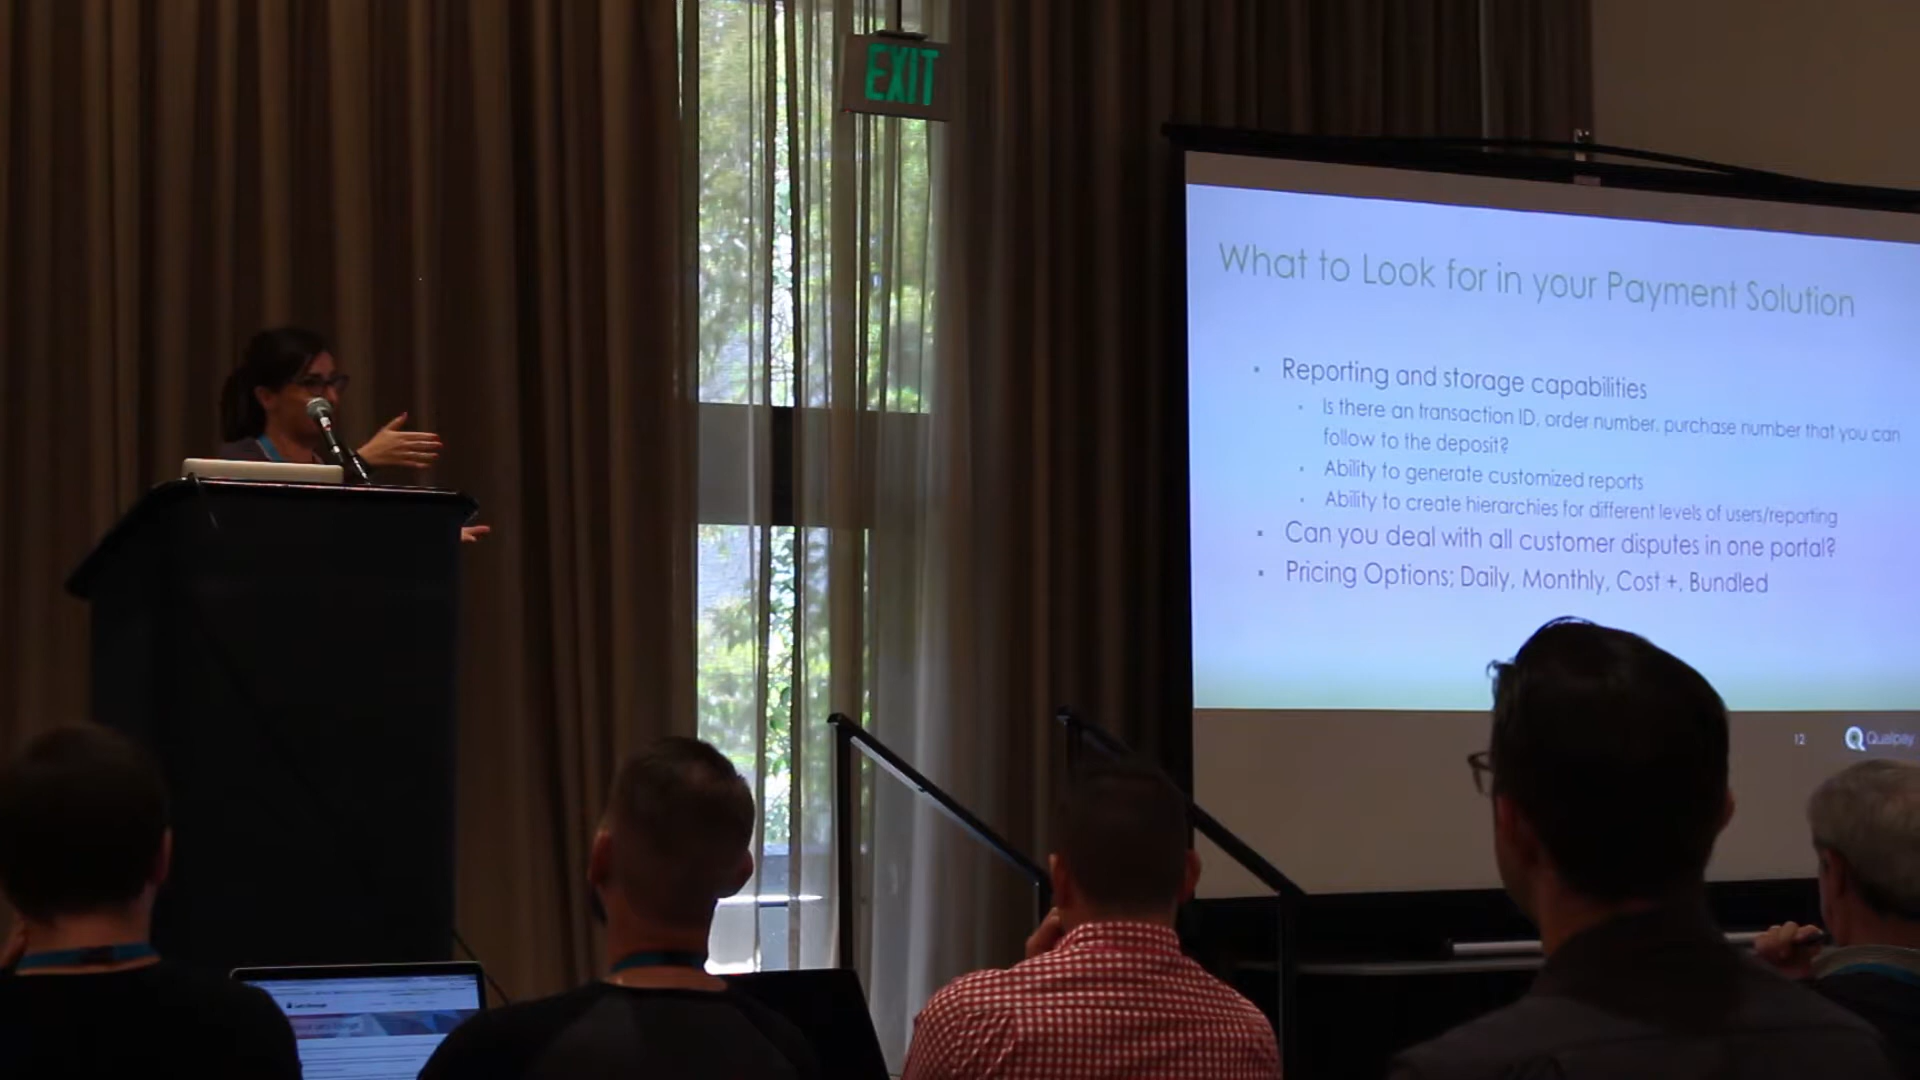 EXIT
What to Look for in your Payment Solution
Reporting and storage capabilities
Is there an transaction ID, order number, purchase number that you can
follow to the deposit?
Ability to generate customized reports
Ability to create hierarchies for different levels of users/reporting
Can you deal with all customer disputes in one portal?
Pricing Options; Daily, Monthly, Cost +, Bundled
12
Qualpay